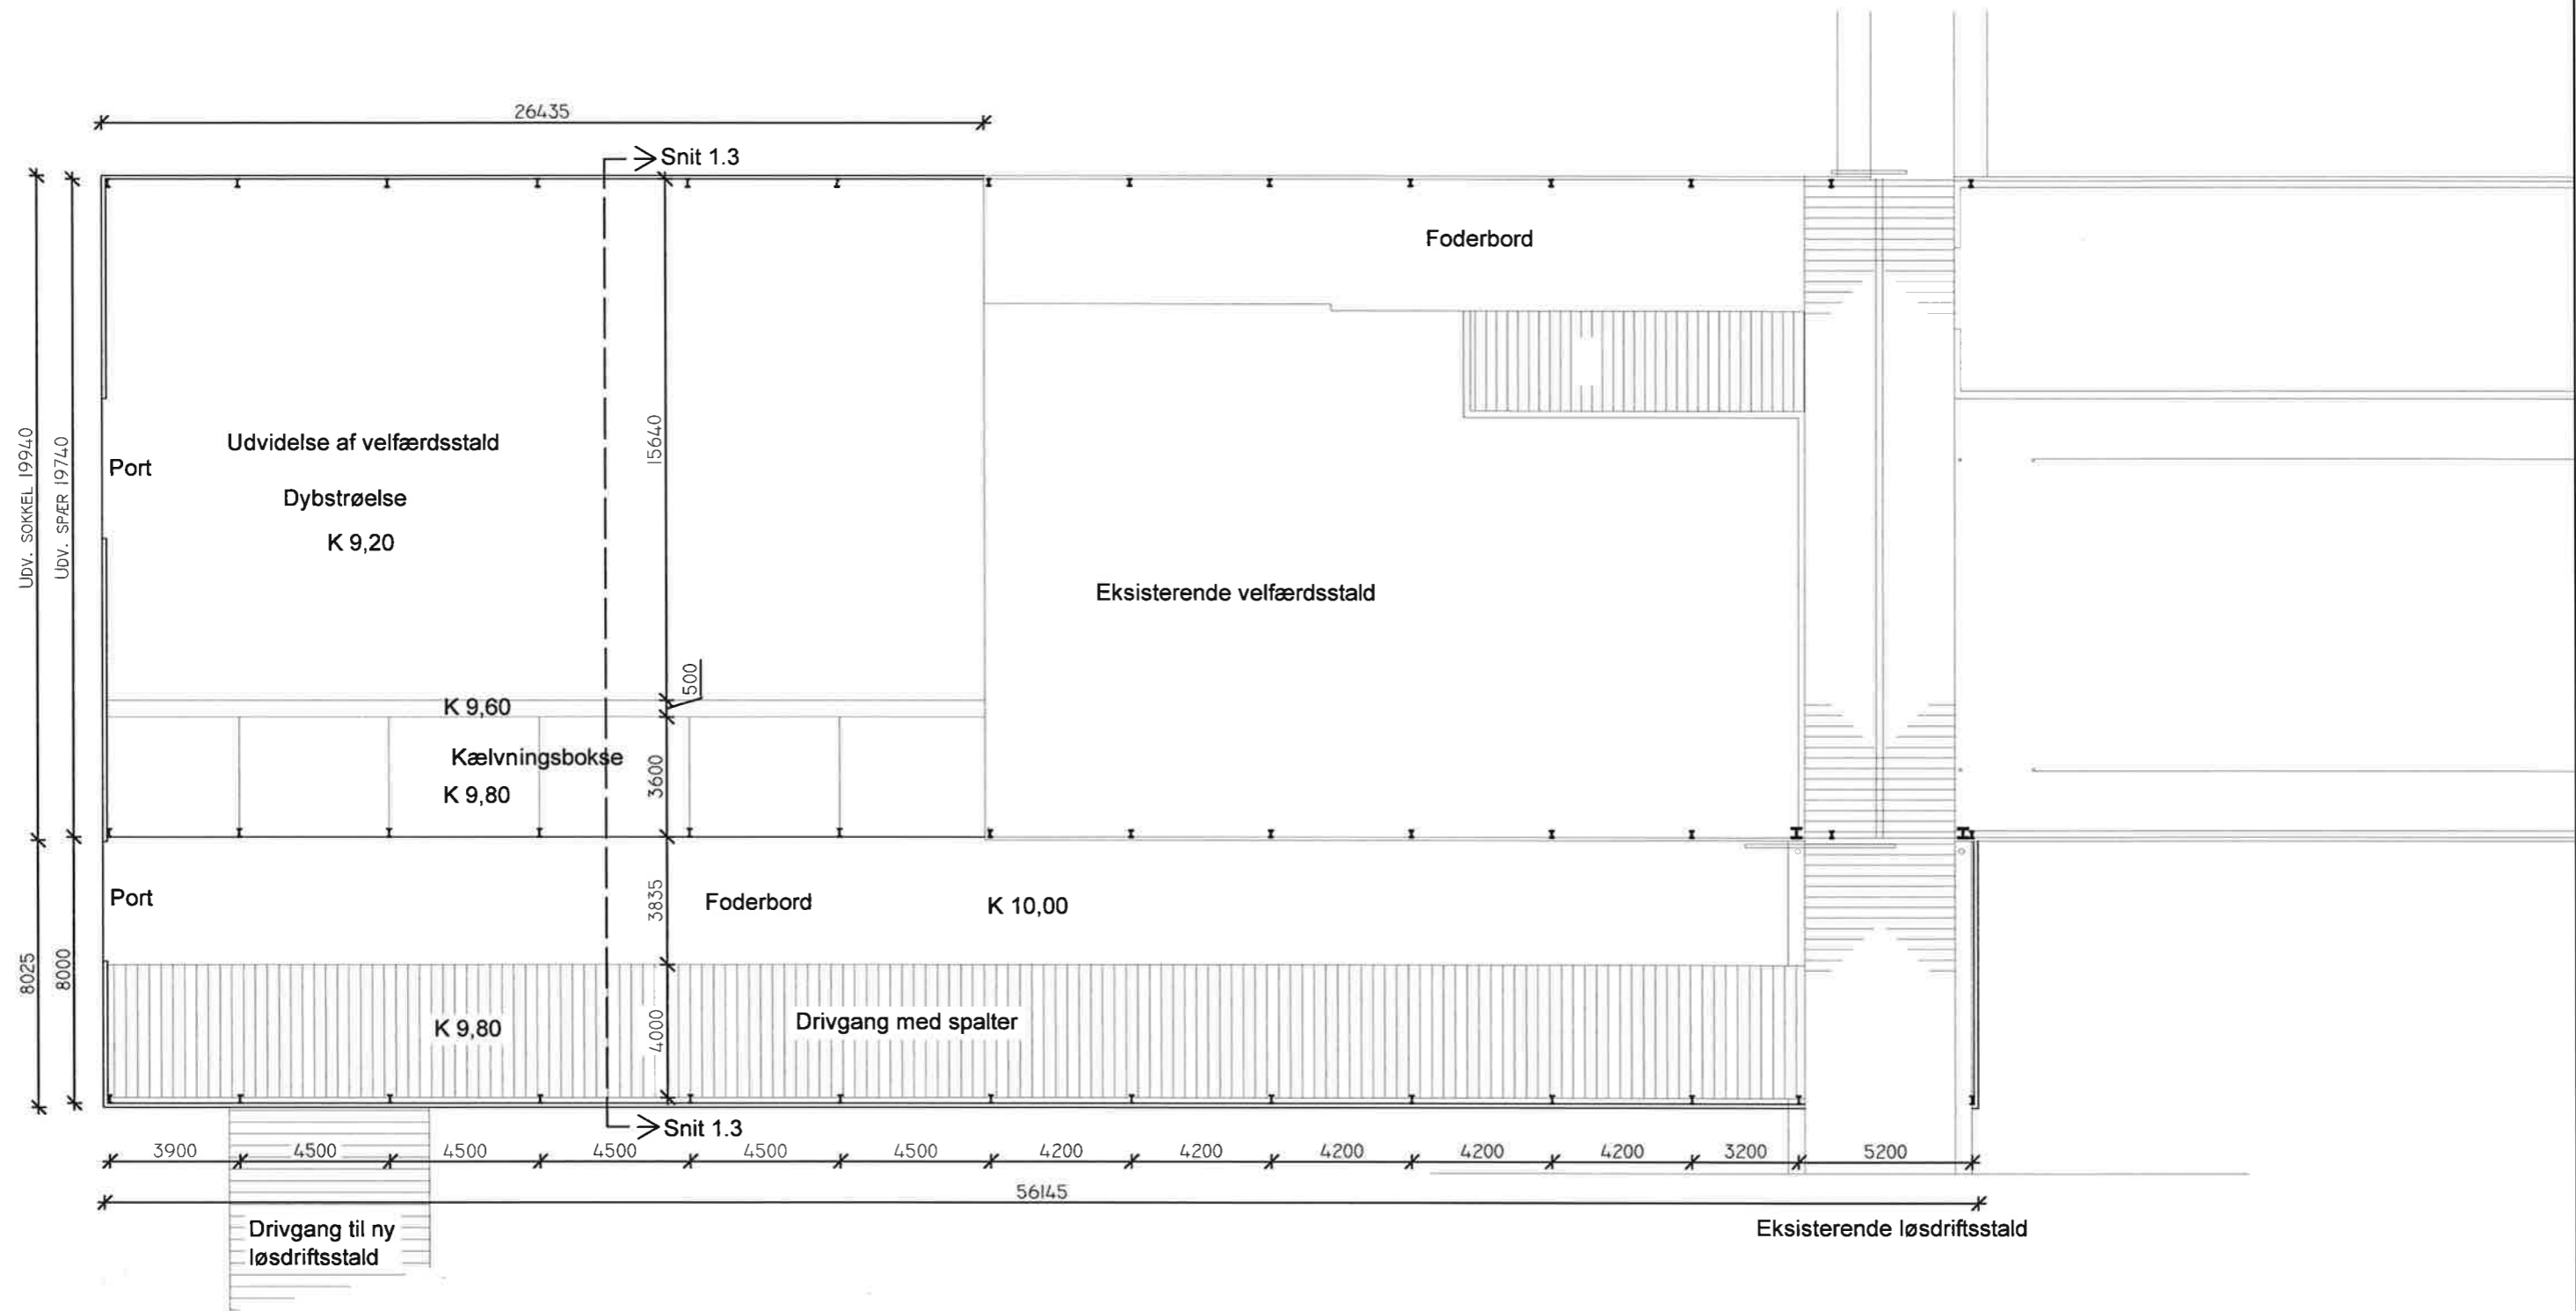 26435
Snit 1.3
Foderbord
UDV. SOKKEL 19940
UDV. SPÆR 19740
Port
Udvidelse af velfærdsstald
Dybstrøelse
K 9,20
15640
Eksisterende velfærdsstald
500
K 9,60
Kælvningsbokse
K 9,80
3600
Port
3835
Foderbord
K 10,00
8025
8000
K 9,80
4000
Drivgang med spalter
Snit 1.3
3900 4500 4500 4500 4500 4500 4200 4200 4200 4200 4200 3200 5200
56145
Drivgang til ny
løsdriftsstald
Eksisterende løsdriftsstald